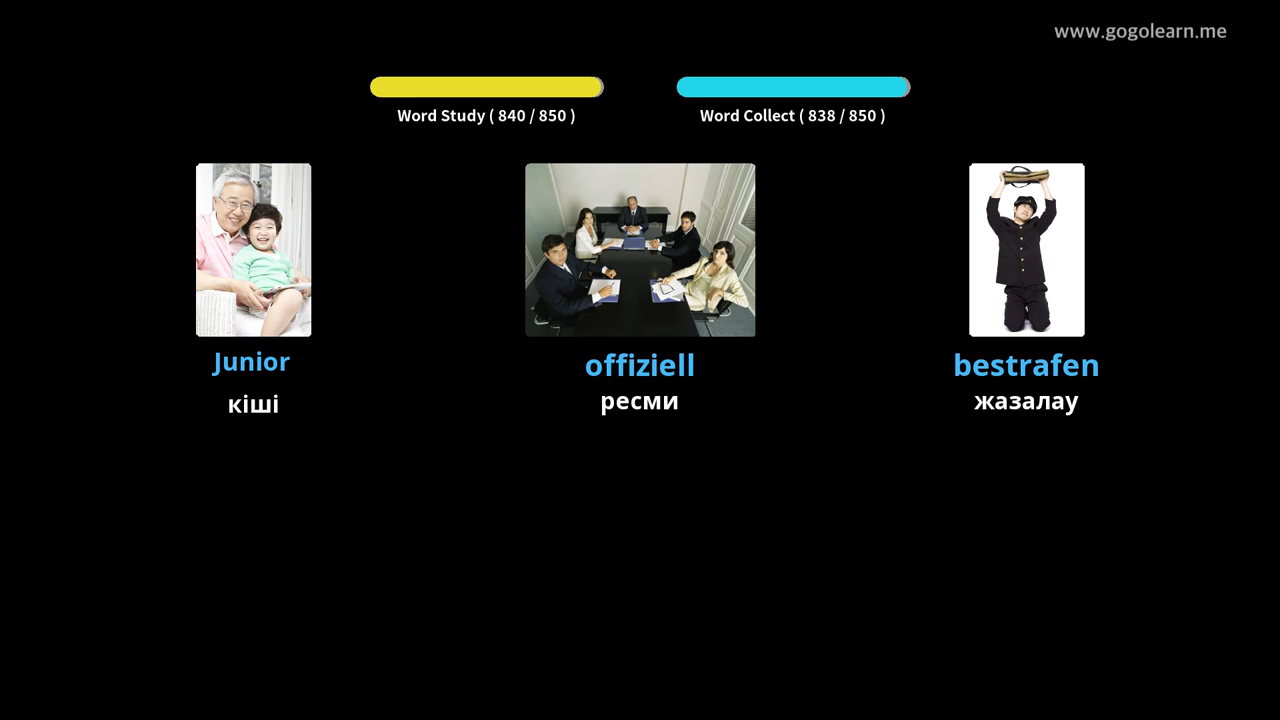 www.gogolearn.me
Word Study ( 840 / 850 )
Word Collect ( 838 / 850 )
Junior
кіші
offiziell
ресми
bestrafen
жазалау